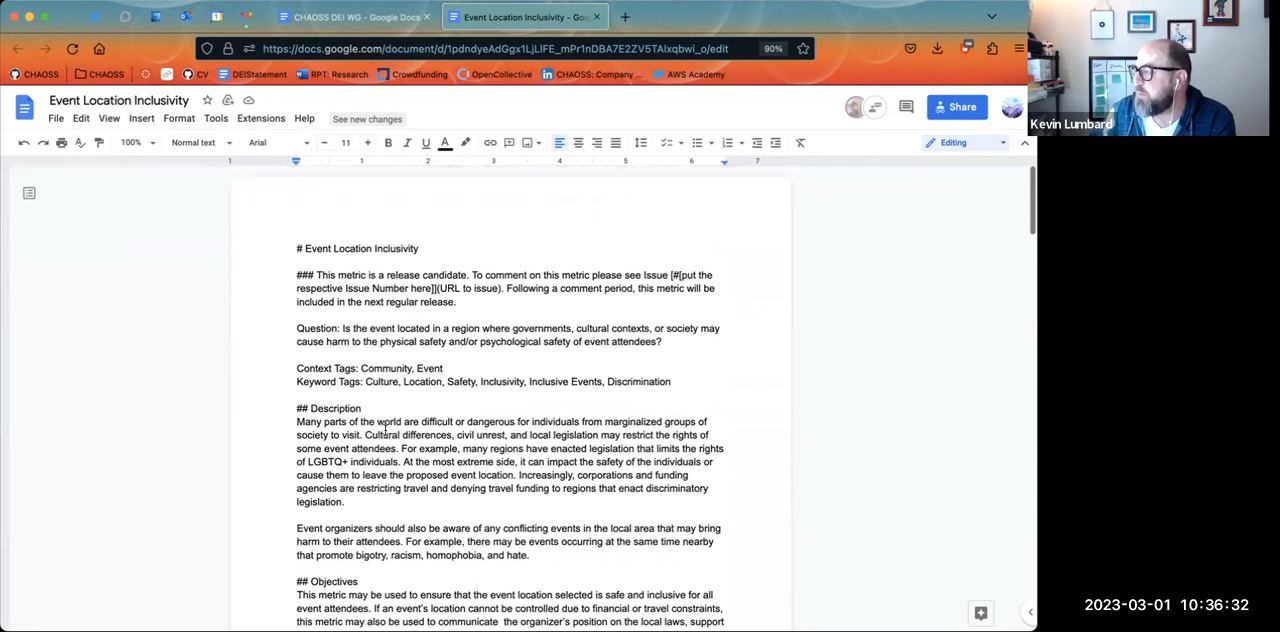 CHAOSS DEI WG - Google Docs
Event Location Inclusivity - Goo
https://docs.google.com/document/d/1pdndyeAdGgx1LjLIFE_mPr1nDBA7E2ZV5TAlxqbwi_o/edit
90%
CHAOSS CHAOSS CV DEIStatement RPT: Research Crowdfunding OpenCollective CHAOSS: Company ... AWS Academy
Event Location Inclusivity
File Edit View Insert Format Tools Extensions Help See new changes
Share
100% Normal text Arial 11 Editing
1 1 2 3 4 5 6 7
# Event Location Inclusivity
### This metric is a release candidate. To comment on this metric please see Issue [#[put the
respective Issue Number here]](URL to issue). Following a comment period, this metric will be
included in the next regular release.
Question: Is the event located in a region where governments, cultural contexts, or society may
cause harm to the physical safety and/or psychological safety of event attendees?
Context Tags: Community, Event
Keyword Tags: Culture, Location, Safety, Inclusivity, Inclusive Events, Discrimination
## Description
Many parts of the world are difficult or dangerous for individuals from marginalized groups of
society to visit. Cultural differences, civil unrest, and local legislation may restrict the rights of
some event attendees. For example, many regions have enacted legislation that limits the rights
of LGBTQ+ individuals. At the most extreme side, it can impact the safety of the individuals or
cause them to leave the proposed event location. Increasingly, corporations and funding
agencies are restricting travel and denying travel funding to regions that enact discriminatory
legislation.
Event organizers should also be aware of any conflicting events in the local area that may bring
harm to their attendees. For example, there may be events occurring at the same time nearby
that promote bigotry, racism, homophobia, and hate.
## Objectives
This metric may be used to ensure that the event location selected is safe and inclusive for all
event attendees. If an event's location cannot be controlled due to financial or travel constraints,
this metric may also be used to communicate the organizer's position on the local laws, support
Kevin Lumbard
2023-03-01 10:36:32